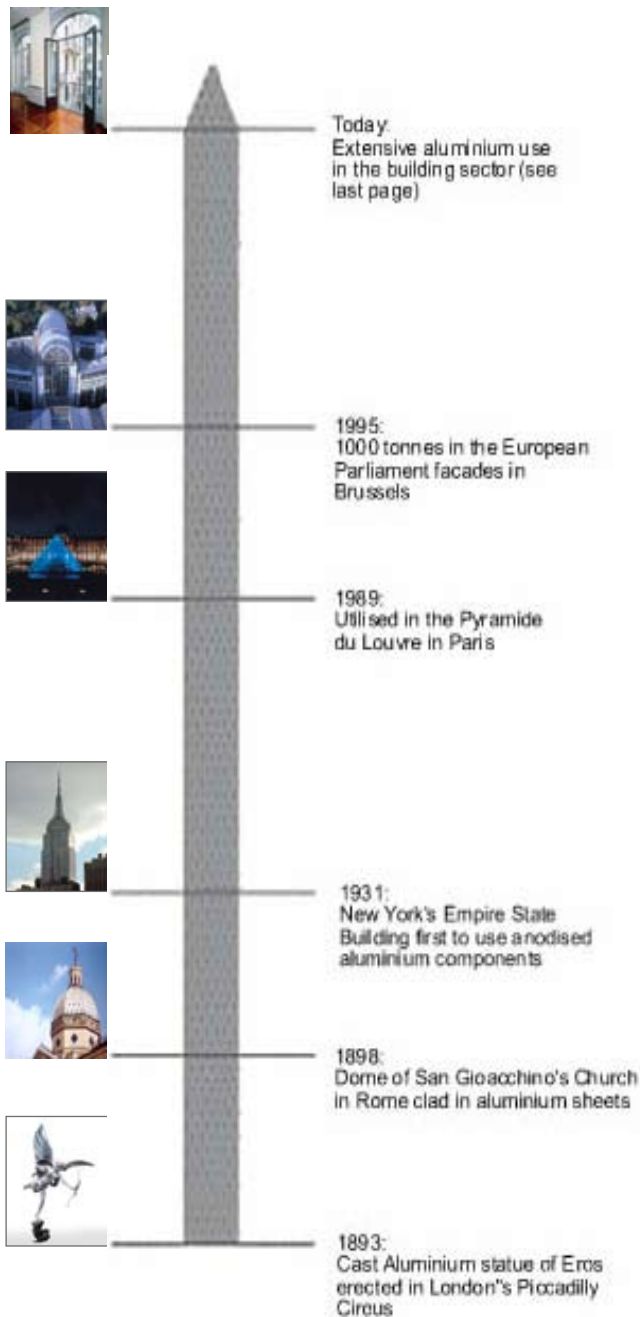 Today:
Extensive aluminium use
in the building sector (see
last page)
1995:
1000 tonnes in the European
Parliament facades in
Brussels
1989:
Utilised in the Pyramide
du Louvre in Paris
1931:
New York's Empire State
Building first to use anodised
aluminium components
1898:
Dome of San Gioacchino's Church
in Rome clad in aluminium sheets
1893:
Cast Aluminium statue of Eros
erected in London"s Piccadilly
Circus